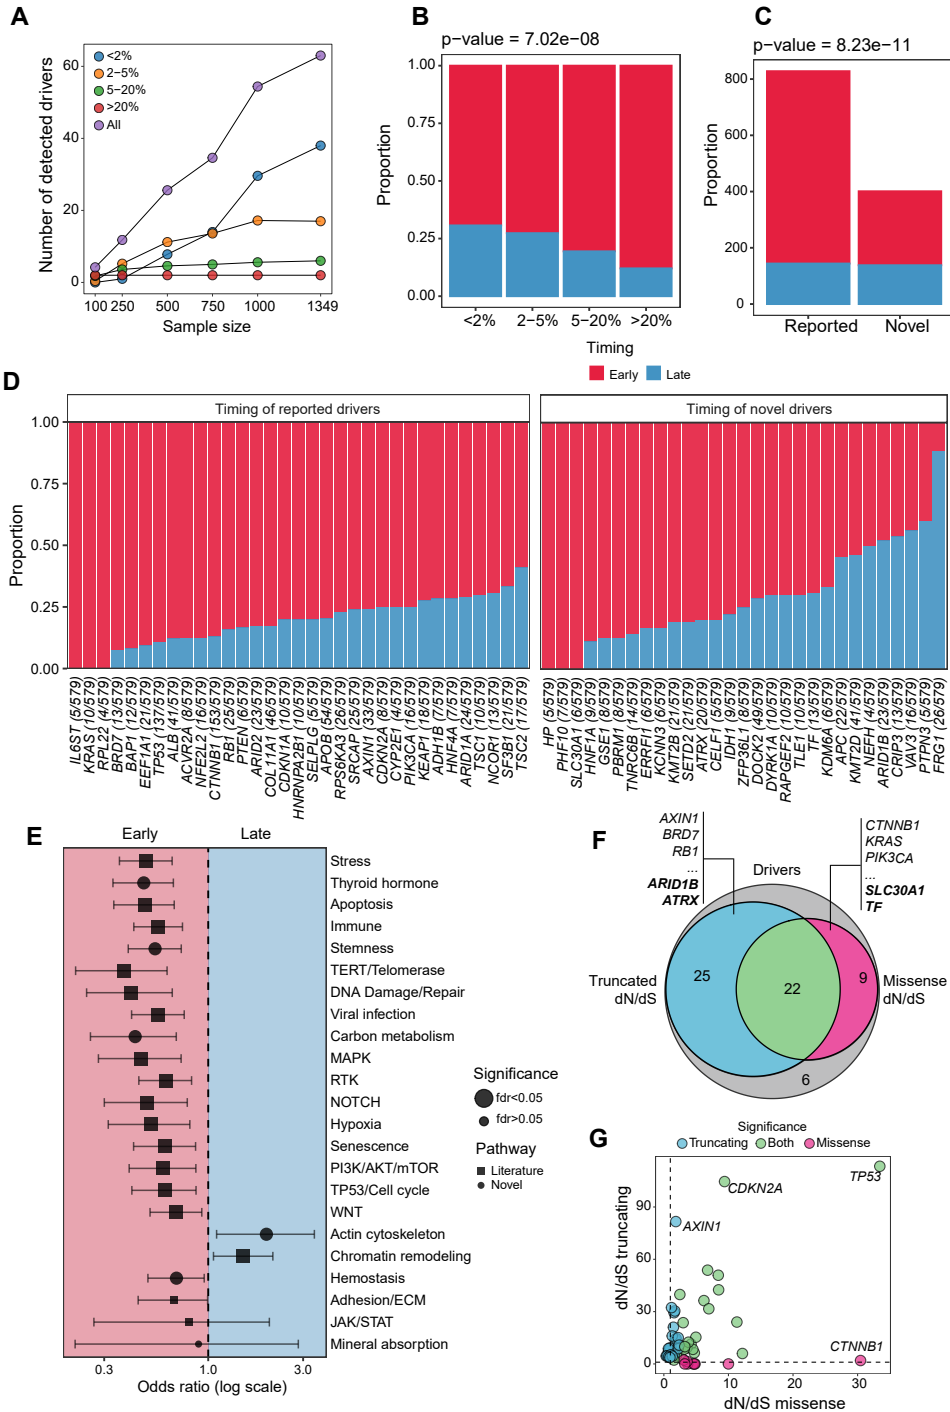 A
Number of detected drivers
60
40
20
0
<2%
2−5%
5−20%
>20%
All
100 250 500 750 1000 1349
Sample size
B
p−value = 7.02e−08
Proportion
1.00
0.75
0.50
0.25
0.00
<2% 2−5% 5−20% >20%
C
p−value = 8.23e−11
Proportion
800
600
400
200
0
Reported Novel
Timing
Early Late
D
Timing of reported drivers
Timing of novel drivers
Proportion
1.00
0.75
0.50
0.25
0.00
IL6ST (5/579)
KRAS (10/579)
RPL22 (4/579)
BRD7 (13/579)
BAP1 (12/579)
EEF1A1 (21/579)
TP53 (137/579)
ALB (41/579)
ACVR2A (8/579)
NFE2L2 (16/579)
CTNNB1 (153/579)
RB1 (25/579)
PTEN (6/579)
ARID2 (23/579)
COL11A1 (46/579)
CDKN1A (10/579)
HNRNPA2B1 (10/579)
SELPLG (5/579)
APOB (54/579)
RPS6KA3 (26/579)
SRCAP (25/579)
AXIN1 (33/579)
CDKN2A (8/579)
CYP2E1 (4/579)
PIK3CA (16/579)
KEAP1 (18/579)
ADH1B (7/579)
HNF4A (7/579)
ARID1A (24/579)
TSC1 (10/579)
NCOR1 (13/579)
SF3B1 (21/579)
TSC2 (17/579)
HP (5/579)
PHF10 (7/579)
SLC30A1 (6/579)
HNF1A (9/579)
GSE1 (8/579)
PBRM1 (8/579)
TNRC6B (14/579)
ERRFI1 (6/579)
KCNN3 (6/579)
KMT2B (21/579)
SETD2 (21/579)
ATRX (20/579)
CELF1 (5/579)
IDH1 (9/579)
ZFP36L1 (8/579)
DOCK2 (49/579)
DYRK1A (10/579)
RAPGEF2 (10/579)
TLE1 (10/579)
TF (13/579)
KDM6A (9/579)
APC (22/579)
KMT2D (41/579)
NEFH (4/579)
ARID1B (23/579)
CRIP3 (13/579)
VAV3 (16/579)
PTPN3 (5/579)
FRG1 (26/579)
E
Early Late
Stress
Thyroid hormone
Apoptosis
Immune
Stemness
TERT/Telomerase
DNA Damage/Repair
Viral infection
Carbon metabolism
MAPK
RTK
NOTCH
Hypoxia
Senescence
PI3K/AKT/mTOR
TP53/Cell cycle
WNT
Actin cytoskeleton
Chromatin remodeling
Hemostasis
Adhesion/ECM
JAK/STAT
Mineral absorption
0.3 1.0 3.0
Odds ratio (log scale)
Significance
fdr<0.05
fdr>0.05
Pathway
Literature
Novel
F
AXIN1
BRD7
RB1
...
ARID1B
ATRX
Drivers
CTNNB1
KRAS
PIK3CA
...
SLC30A1
TF
Truncated
dN/dS
25
22
9
Missense
dN/dS
6
G
Significance
Truncating Both Missense
dN/dS truncating
90
60
30
0
TP53
CDKN2A
AXIN1
CTNNB1
0 10 20 30
dN/dS missense